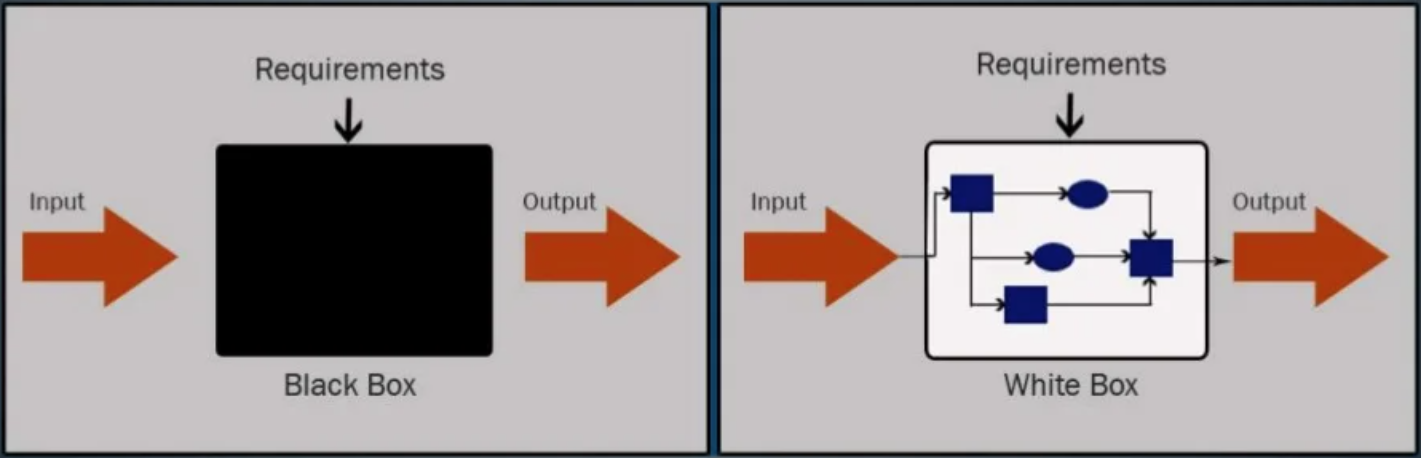 Requirements
Input
Output
Black Box
Requirements
Input
Output
White Box